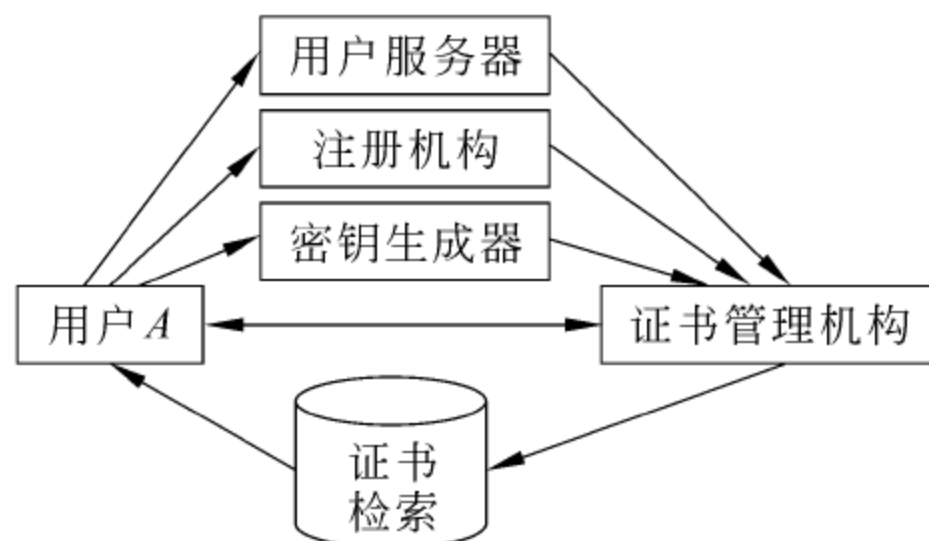 用户服务器
注册机构
密钥生成器
用户A
证书管理机构
证书
检索